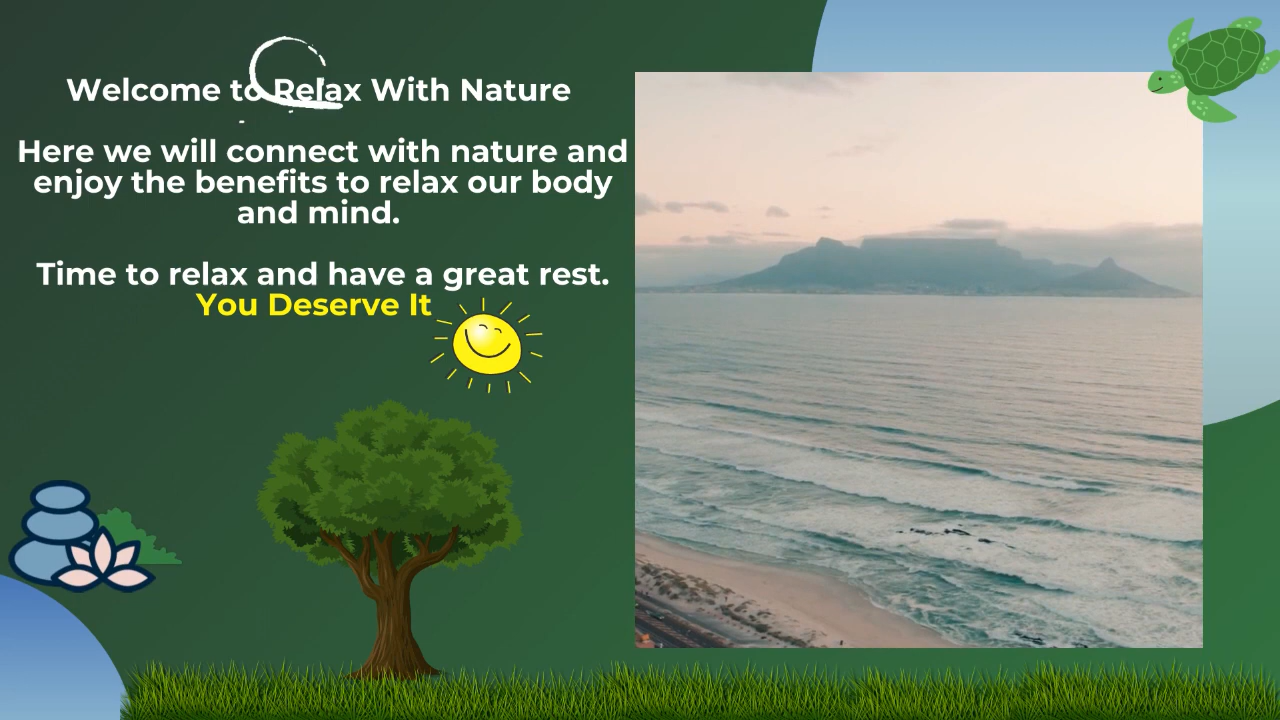 Welcome to Relax With Nature
Here we will connect with nature and
enjoy the benefits to relax our body
and mind.
Time to relax and have a great rest.
You Deserve It